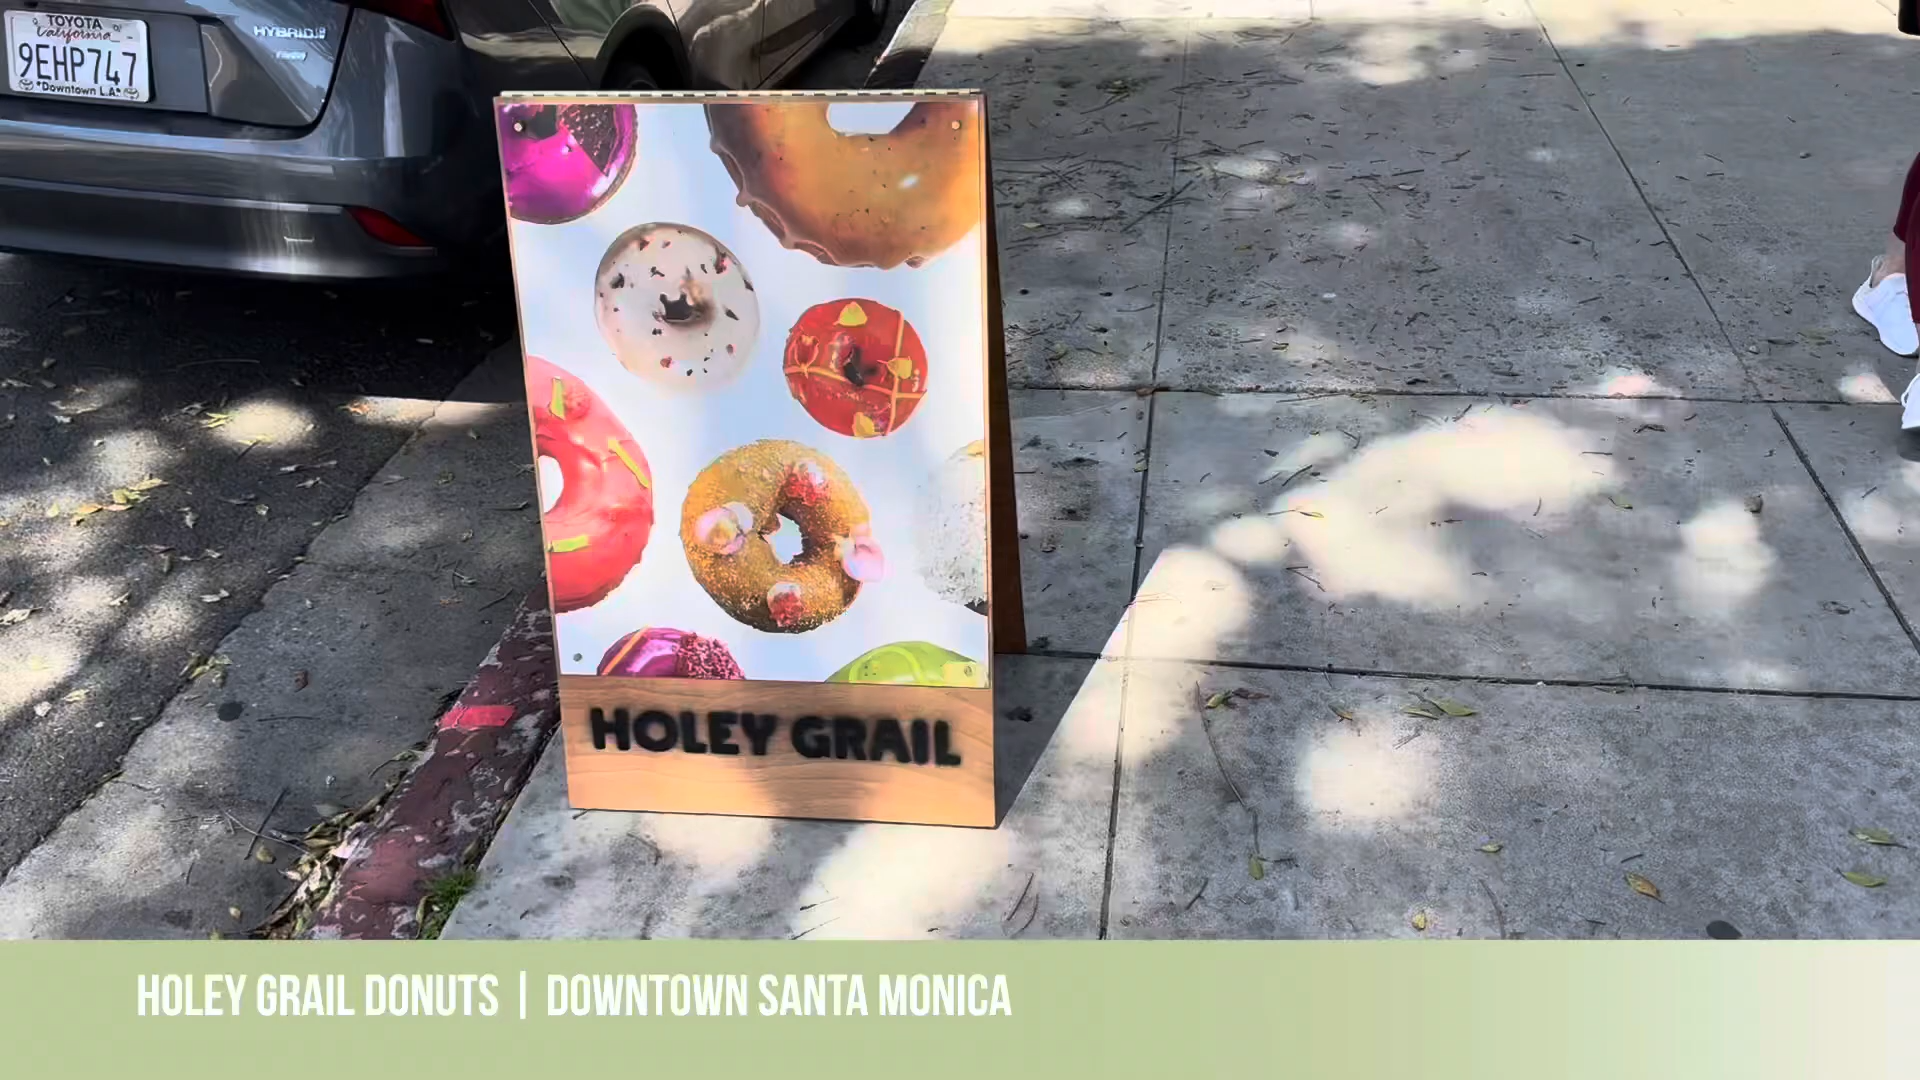 TOYOTA
California
9EHP747
Downtown L.A.
HYBRID
HOLEY GRAIL
HOLEY GRAIL DONUTS | DOWNTOWN SANTA MONICA